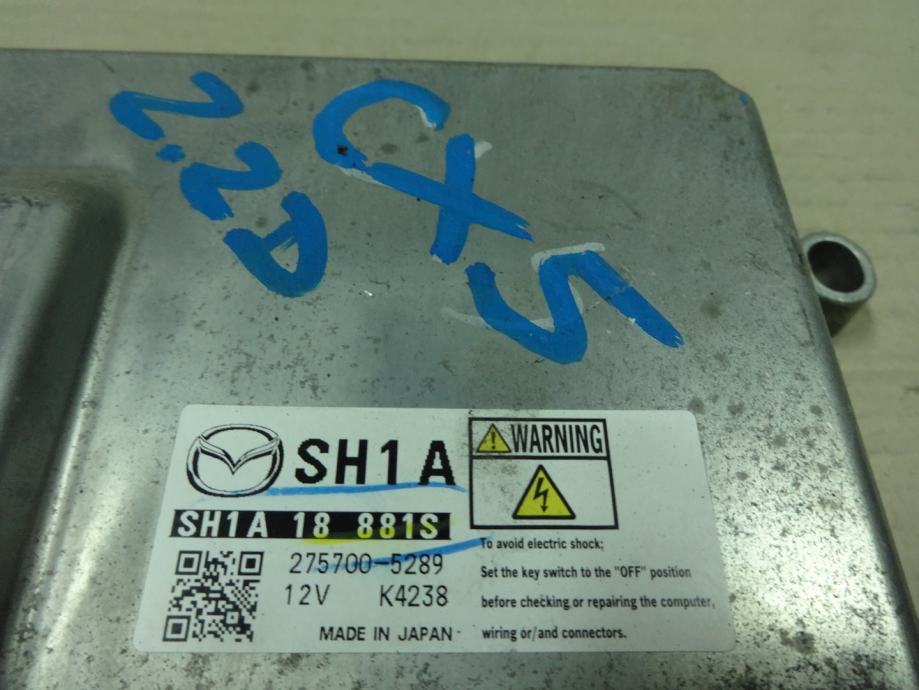 2.2D
CX5
SH1A
SH1A 18 881S
275700-5289
12V K4238
MADE IN JAPAN
WARNING
To avoid electric shock;
Set the key switch to the "OFF" position
before checking or repairing the computer,
wiring or/and connectors.